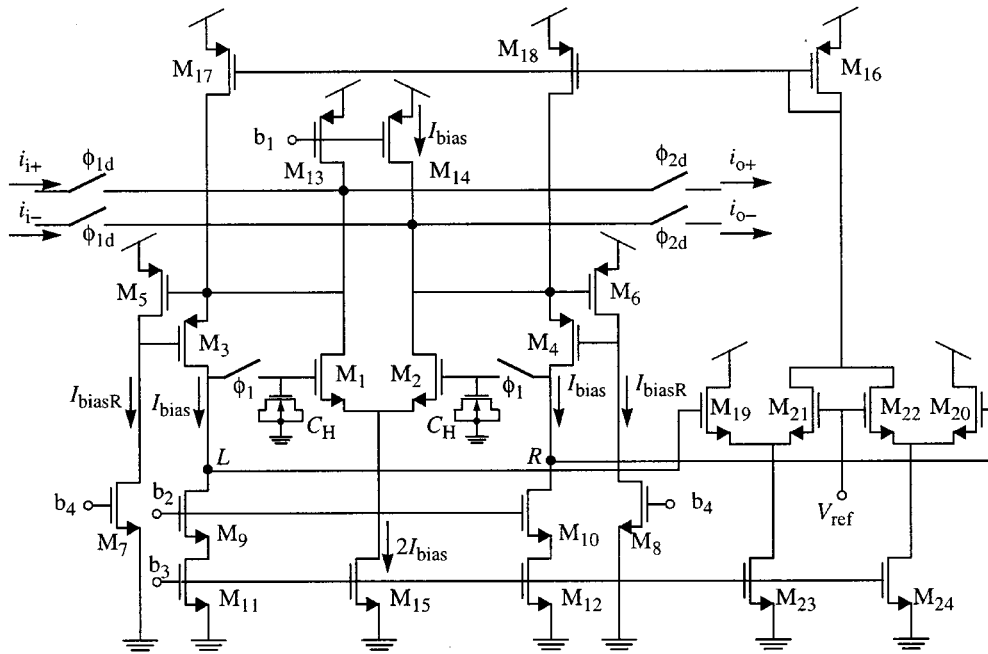 M17
M18
M16
b1
Ibias
M13
M14
ii+
ϕ1d
ϕ2d
io+
ii−
ϕ1d
ϕ2d
io−
M5
M6
M3
M4
ϕ1
M1
M2
ϕ1
IbiasR
Ibias
CH
CH
Ibias
IbiasR
M19
M21
M22
M20
L
R
b4
b2
b4
Vref
M7
M9
M10
M8
2Ibias
b3
M11
M15
M12
M23
M24